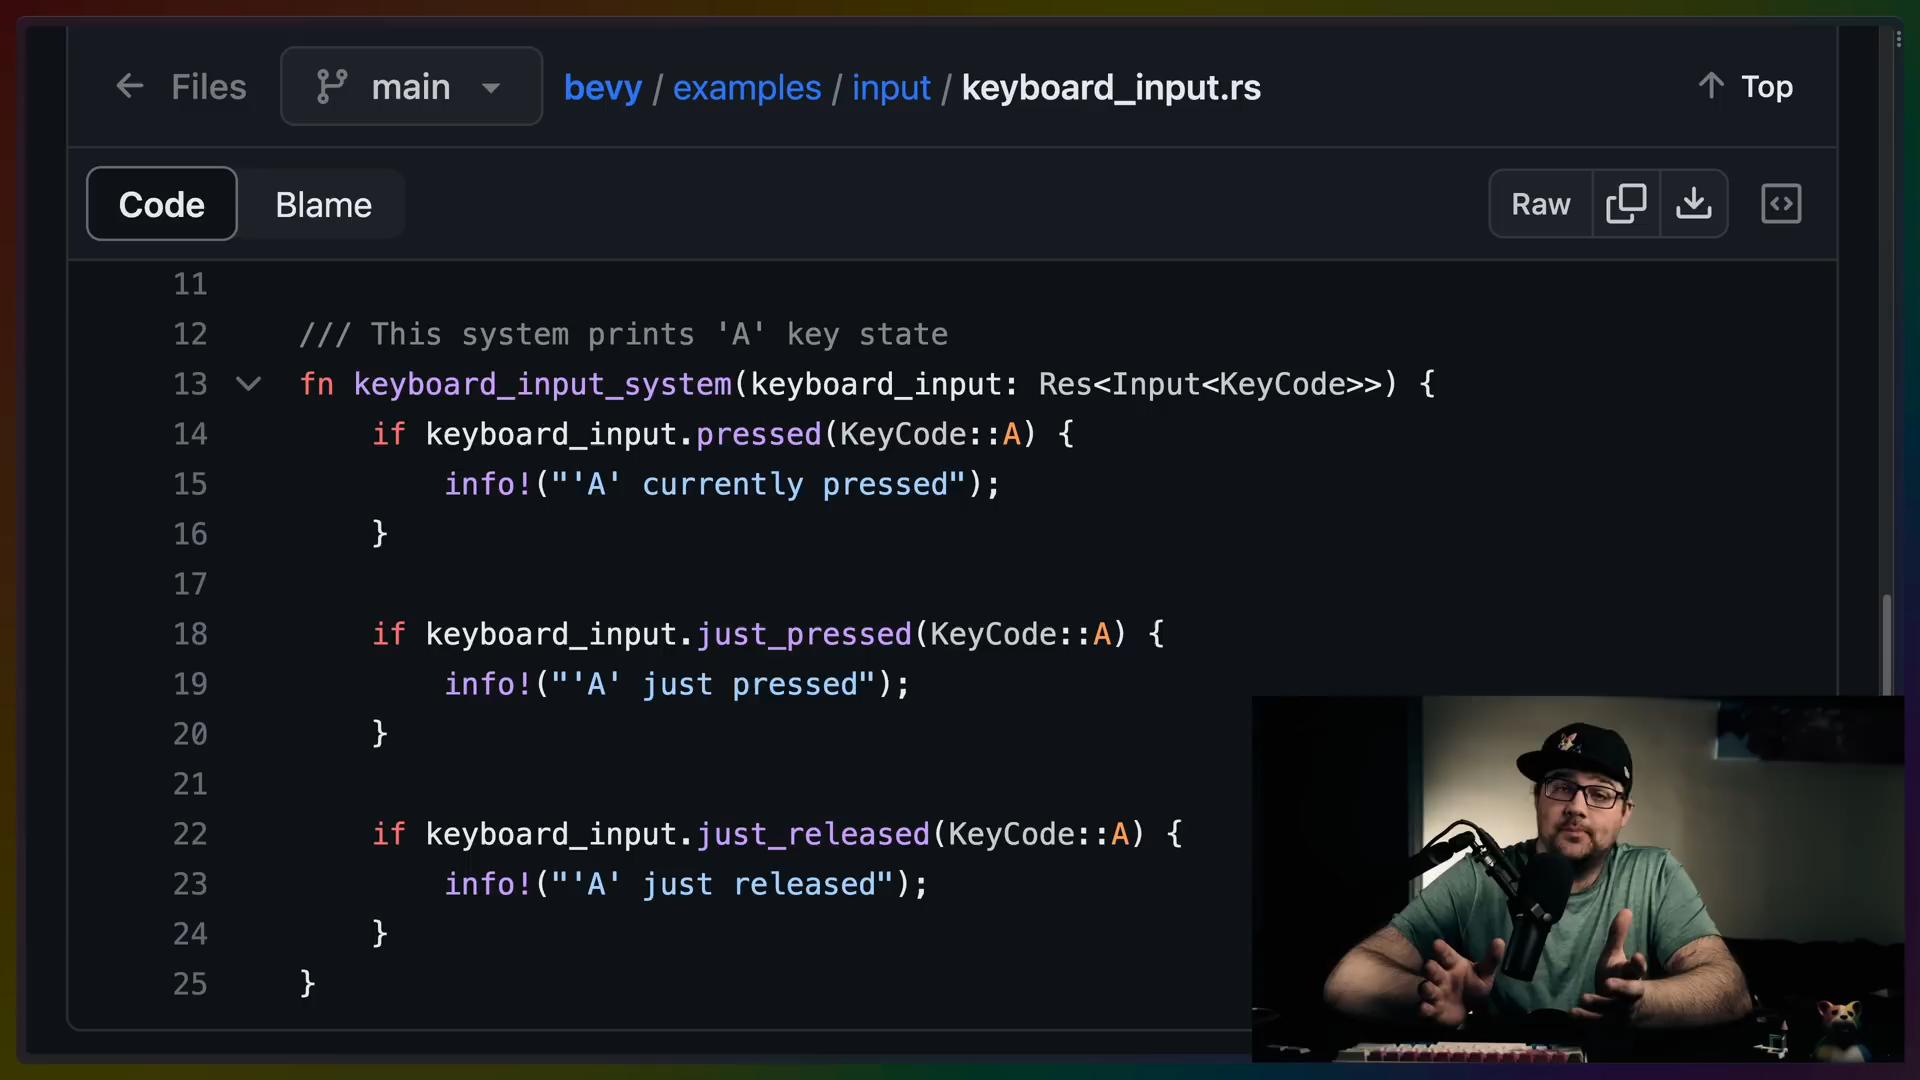 Files
main
bevy / examples / input / keyboard_input.rs
Top
Code
Blame
Raw
11
12 /// This system prints 'A' key state
13 fn keyboard_input_system(keyboard_input: Res<Input<KeyCode>>) {
14 if keyboard_input.pressed(KeyCode::A) {
15 info!("'A' currently pressed");
16 }
17
18 if keyboard_input.just_pressed(KeyCode::A) {
19 info!("'A' just pressed");
20 }
21
22 if keyboard_input.just_released(KeyCode::A) {
23 info!("'A' just released");
24 }
25 }